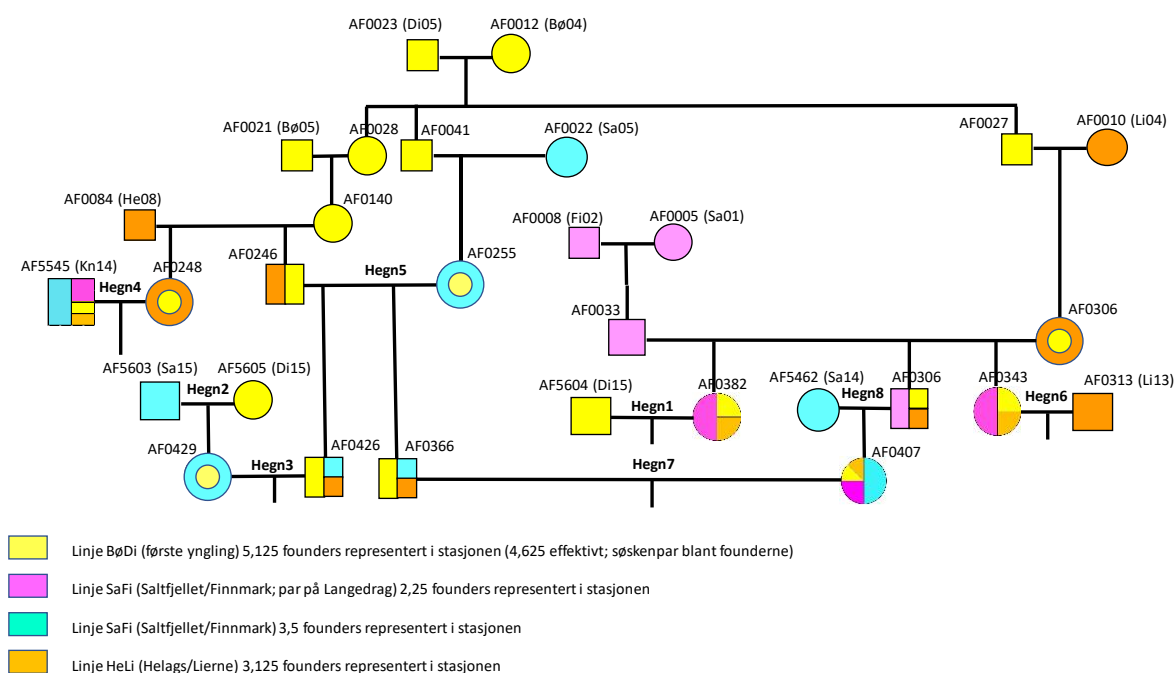 AF0023 (Di05) AF0012 (Bø04)
AF0021 (Bø05) AF0028 AF0041 AF0022 (Sa05) AF0027 AF0010 (Li04)
AF0084 (He08) AF0140 AF0008 (Fi02) AF0005 (Sa01)
AF5545 (Kn14) Hegn4 AF0248 AF0246 Hegn5 AF0255
AF0033 AF0306
AF5603 (Sa15) Hegn2 AF5605 (Di15) AF5604 (Di15) Hegn1 AF0382 AF5462 (Sa14) Hegn8 AF0306 AF0343 Hegn6 AF0313 (Li13)
AF0429 Hegn3 AF0426 AF0366 Hegn7 AF0407
Linje BøDi (første yngling) 5,125 founders representert i stasjonen (4,625 effektivt; søskenpar blant founderne)
Linje SaFi (Saltfjellet/Finnmark; par på Langedrag) 2,25 founders representert i stasjonen
Linje SaFi (Saltfjellet/Finnmark) 3,5 founders representert i stasjonen
Linje HeLi (Helags/Lierne) 3,125 founders representert i stasjonen